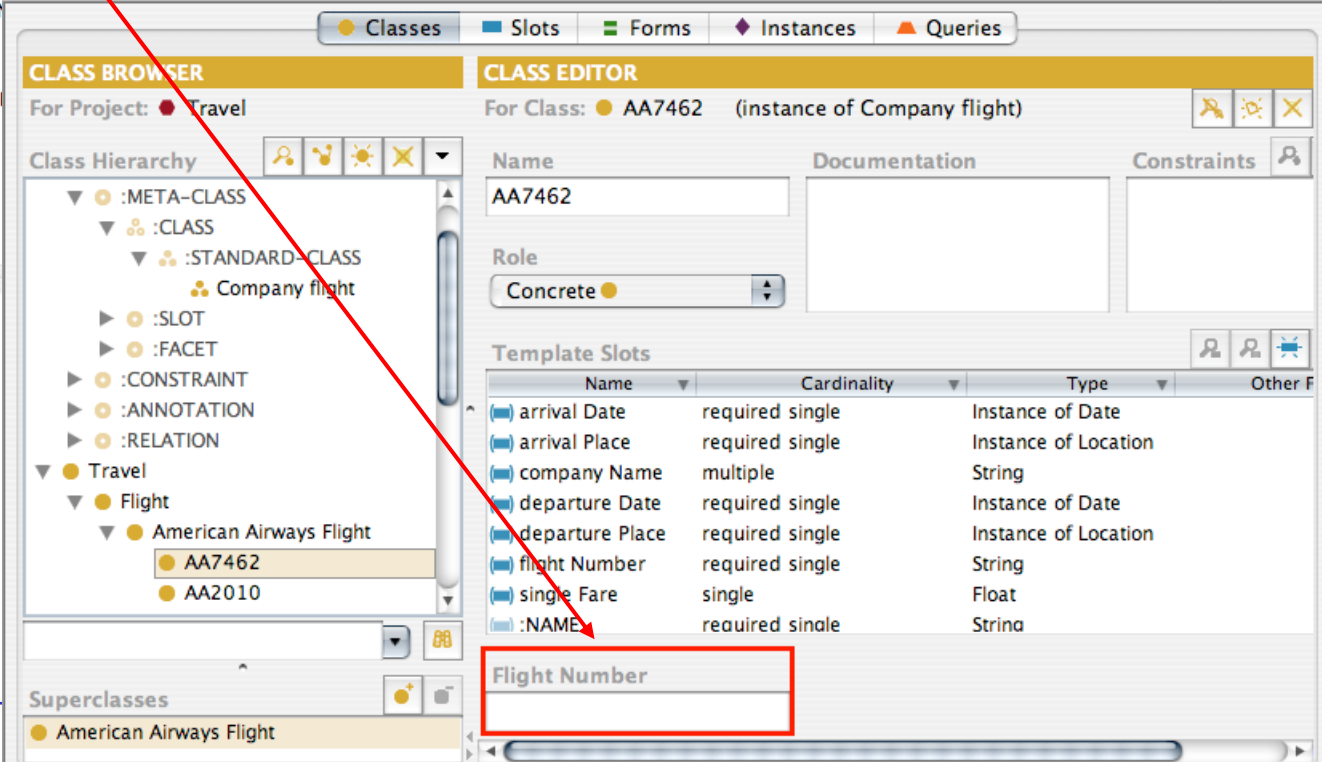 Classes Slots Forms Instances Queries
CLASS BROWSER
For Project: Travel
Class Hierarchy
:META-CLASS
:CLASS
:STANDARD-CLASS
Company flight
:SLOT
:FACET
:CONSTRAINT
:ANNOTATION
:RELATION
Travel
Flight
American Airways Flight
AA7462
AA2010
Superclasses
American Airways Flight
CLASS EDITOR
For Class: AA7462 (instance of Company flight)
Name Documentation Constraints
AA7462
Role
Concrete
Template Slots
Name Cardinality Type Other F
arrival Date required single Instance of Date
arrival Place required single Instance of Location
company Name multiple String
departure Date required single Instance of Date
departure Place required single Instance of Location
flight Number required single String
single Fare single Float
:NAME required single String
Flight Number